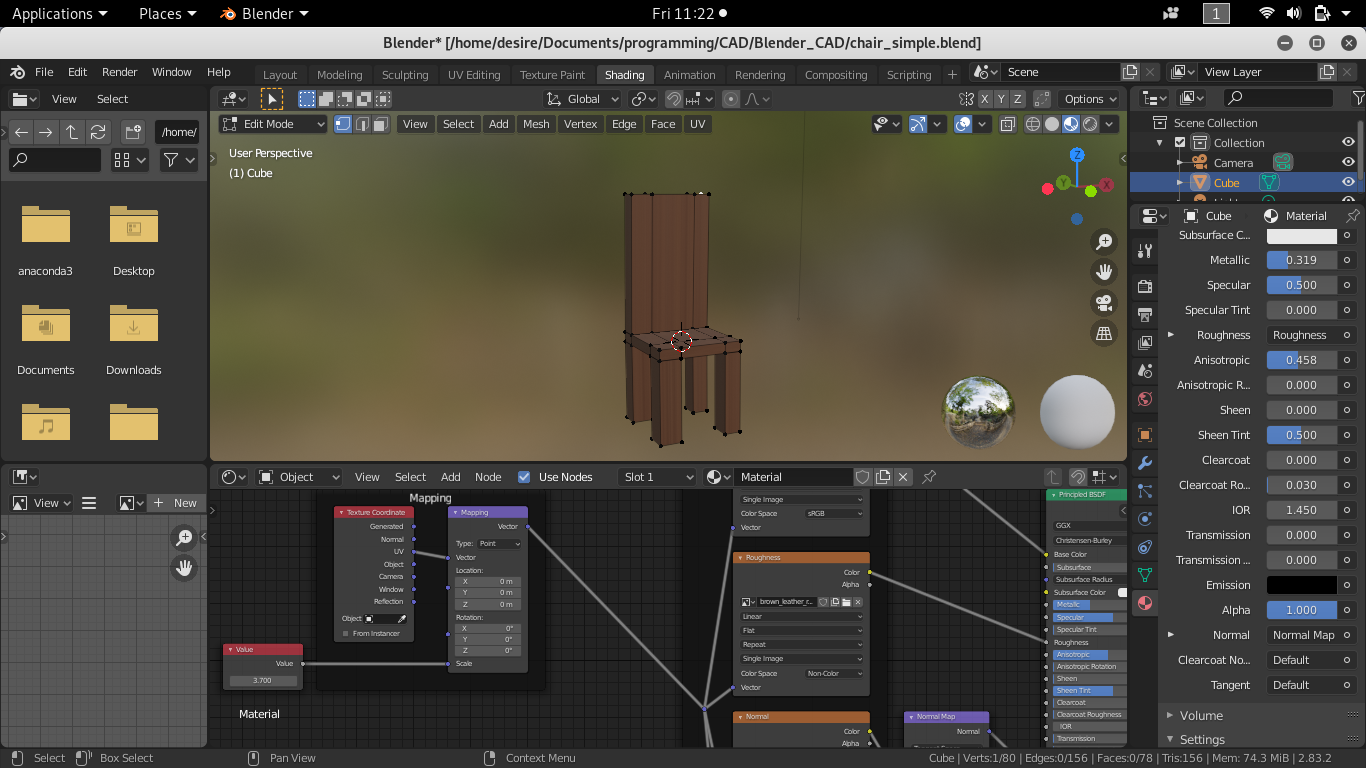 Applications Places Blender Fri 11:22 1
Blender* [/home/desire/Documents/programming/CAD/Blender_CAD/chair_simple.blend]
File Edit Render Window Help Layout Modeling Sculpting UV Editing Texture Paint Shading Animation Rendering Compositing Scripting + Scene View Layer
View Select
Global X Y Z Options
/home/
Edit Mode View Select Add Mesh Vertex Edge Face UV
User Perspective
(1) Cube
Z Y X
anaconda3 Desktop
Documents Downloads
Scene Collection
Collection
Camera
Cube
Cube Material
Subsurface C...
Metallic 0.319
Specular 0.500
Specular Tint 0.000
Roughness Roughness
Anisotropic 0.458
Anisotropic R... 0.000
Sheen 0.000
Sheen Tint 0.500
Clearcoat 0.000
Clearcoat Ro... 0.030
IOR 1.450
Transmission 0.000
Transmission ... 0.000
Emission
Alpha 1.000
Normal Normal Map
Clearcoat No... Default
Tangent Default
Volume
Settings
View + New
Object View Select Add Node Use Nodes Slot 1 Material
Mapping
Texture Coordinate
Generated
Normal
UV
Object
Camera
Window
Reflection
Object
From Instancer
Mapping
Vector
Type: Point
Vector
Location:
X 0 m
Y 0 m
Z 0 m
Rotation:
X 0°
Y 0°
Z 0°
Scale
Value
Value
3.700
Material
Single Image
Color Space sRGB
Vector
Roughness
Color
Alpha
brown_leather_r...
Linear
Flat
Repeat
Single Image
Color Space Non-Color
Vector
Normal
Color
Alpha
Normal Map
Normal
Principled BSDF
GGX
Christensen-Burley
Base Color
Subsurface
Subsurface Radius
Subsurface Color
Metallic
Specular
Specular Tint
Roughness
Anisotropic
Anisotropic Rotation
Sheen
Sheen Tint
Clearcoat
Clearcoat Roughness
IOR
Transmission
Select Box Select Pan View Context Menu Cube | Verts:1/80 | Edges:0/156 | Faces:0/78 | Tris:156 | Mem: 74.3 MiB | 2.83.2